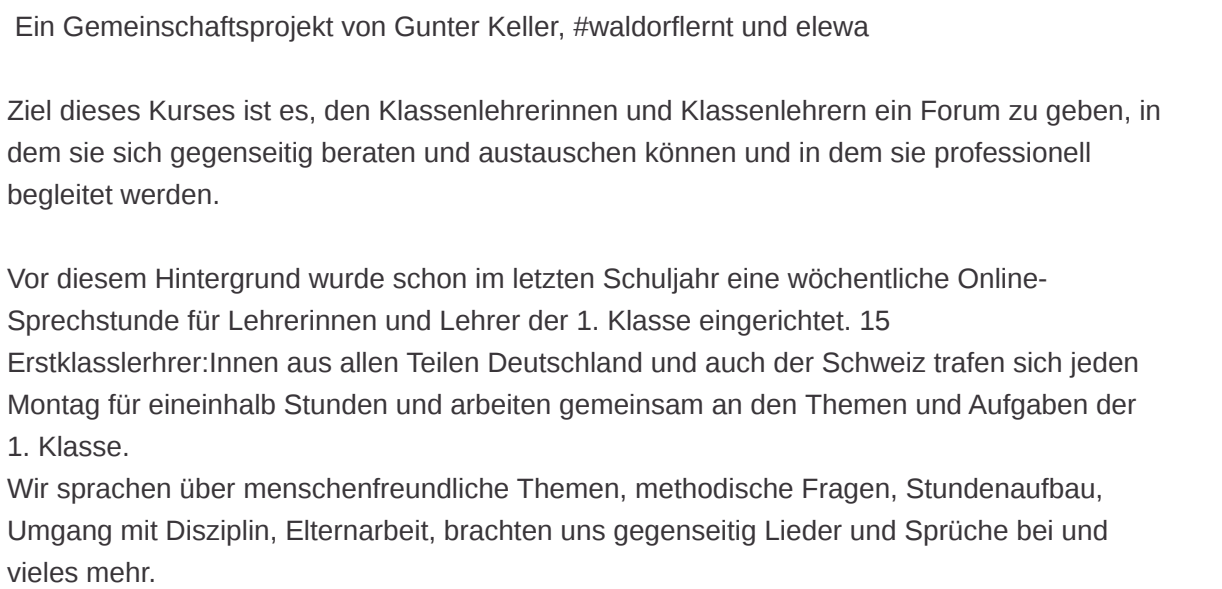 Ein Gemeinschaftsprojekt von Gunter Keller, #waldorflernt und elewa
Ziel dieses Kurses ist es, den Klassenlehrerinnen und Klassenlehrern ein Forum zu geben, in
dem sie sich gegenseitig beraten und austauschen können und in dem sie professionell
begleitet werden.
Vor diesem Hintergrund wurde schon im letzten Schuljahr eine wöchentliche Online-
Sprechstunde für Lehrerinnen und Lehrer der 1. Klasse eingerichtet. 15
Erstklasslerhrer:Innen aus allen Teilen Deutschland und auch der Schweiz trafen sich jeden
Montag für eineinhalb Stunden und arbeiten gemeinsam an den Themen und Aufgaben der
1. Klasse.
Wir sprachen über menschenfreundliche Themen, methodische Fragen, Stundenaufbau,
Umgang mit Disziplin, Elternarbeit, brachten uns gegenseitig Lieder und Sprüche bei und
vieles mehr.